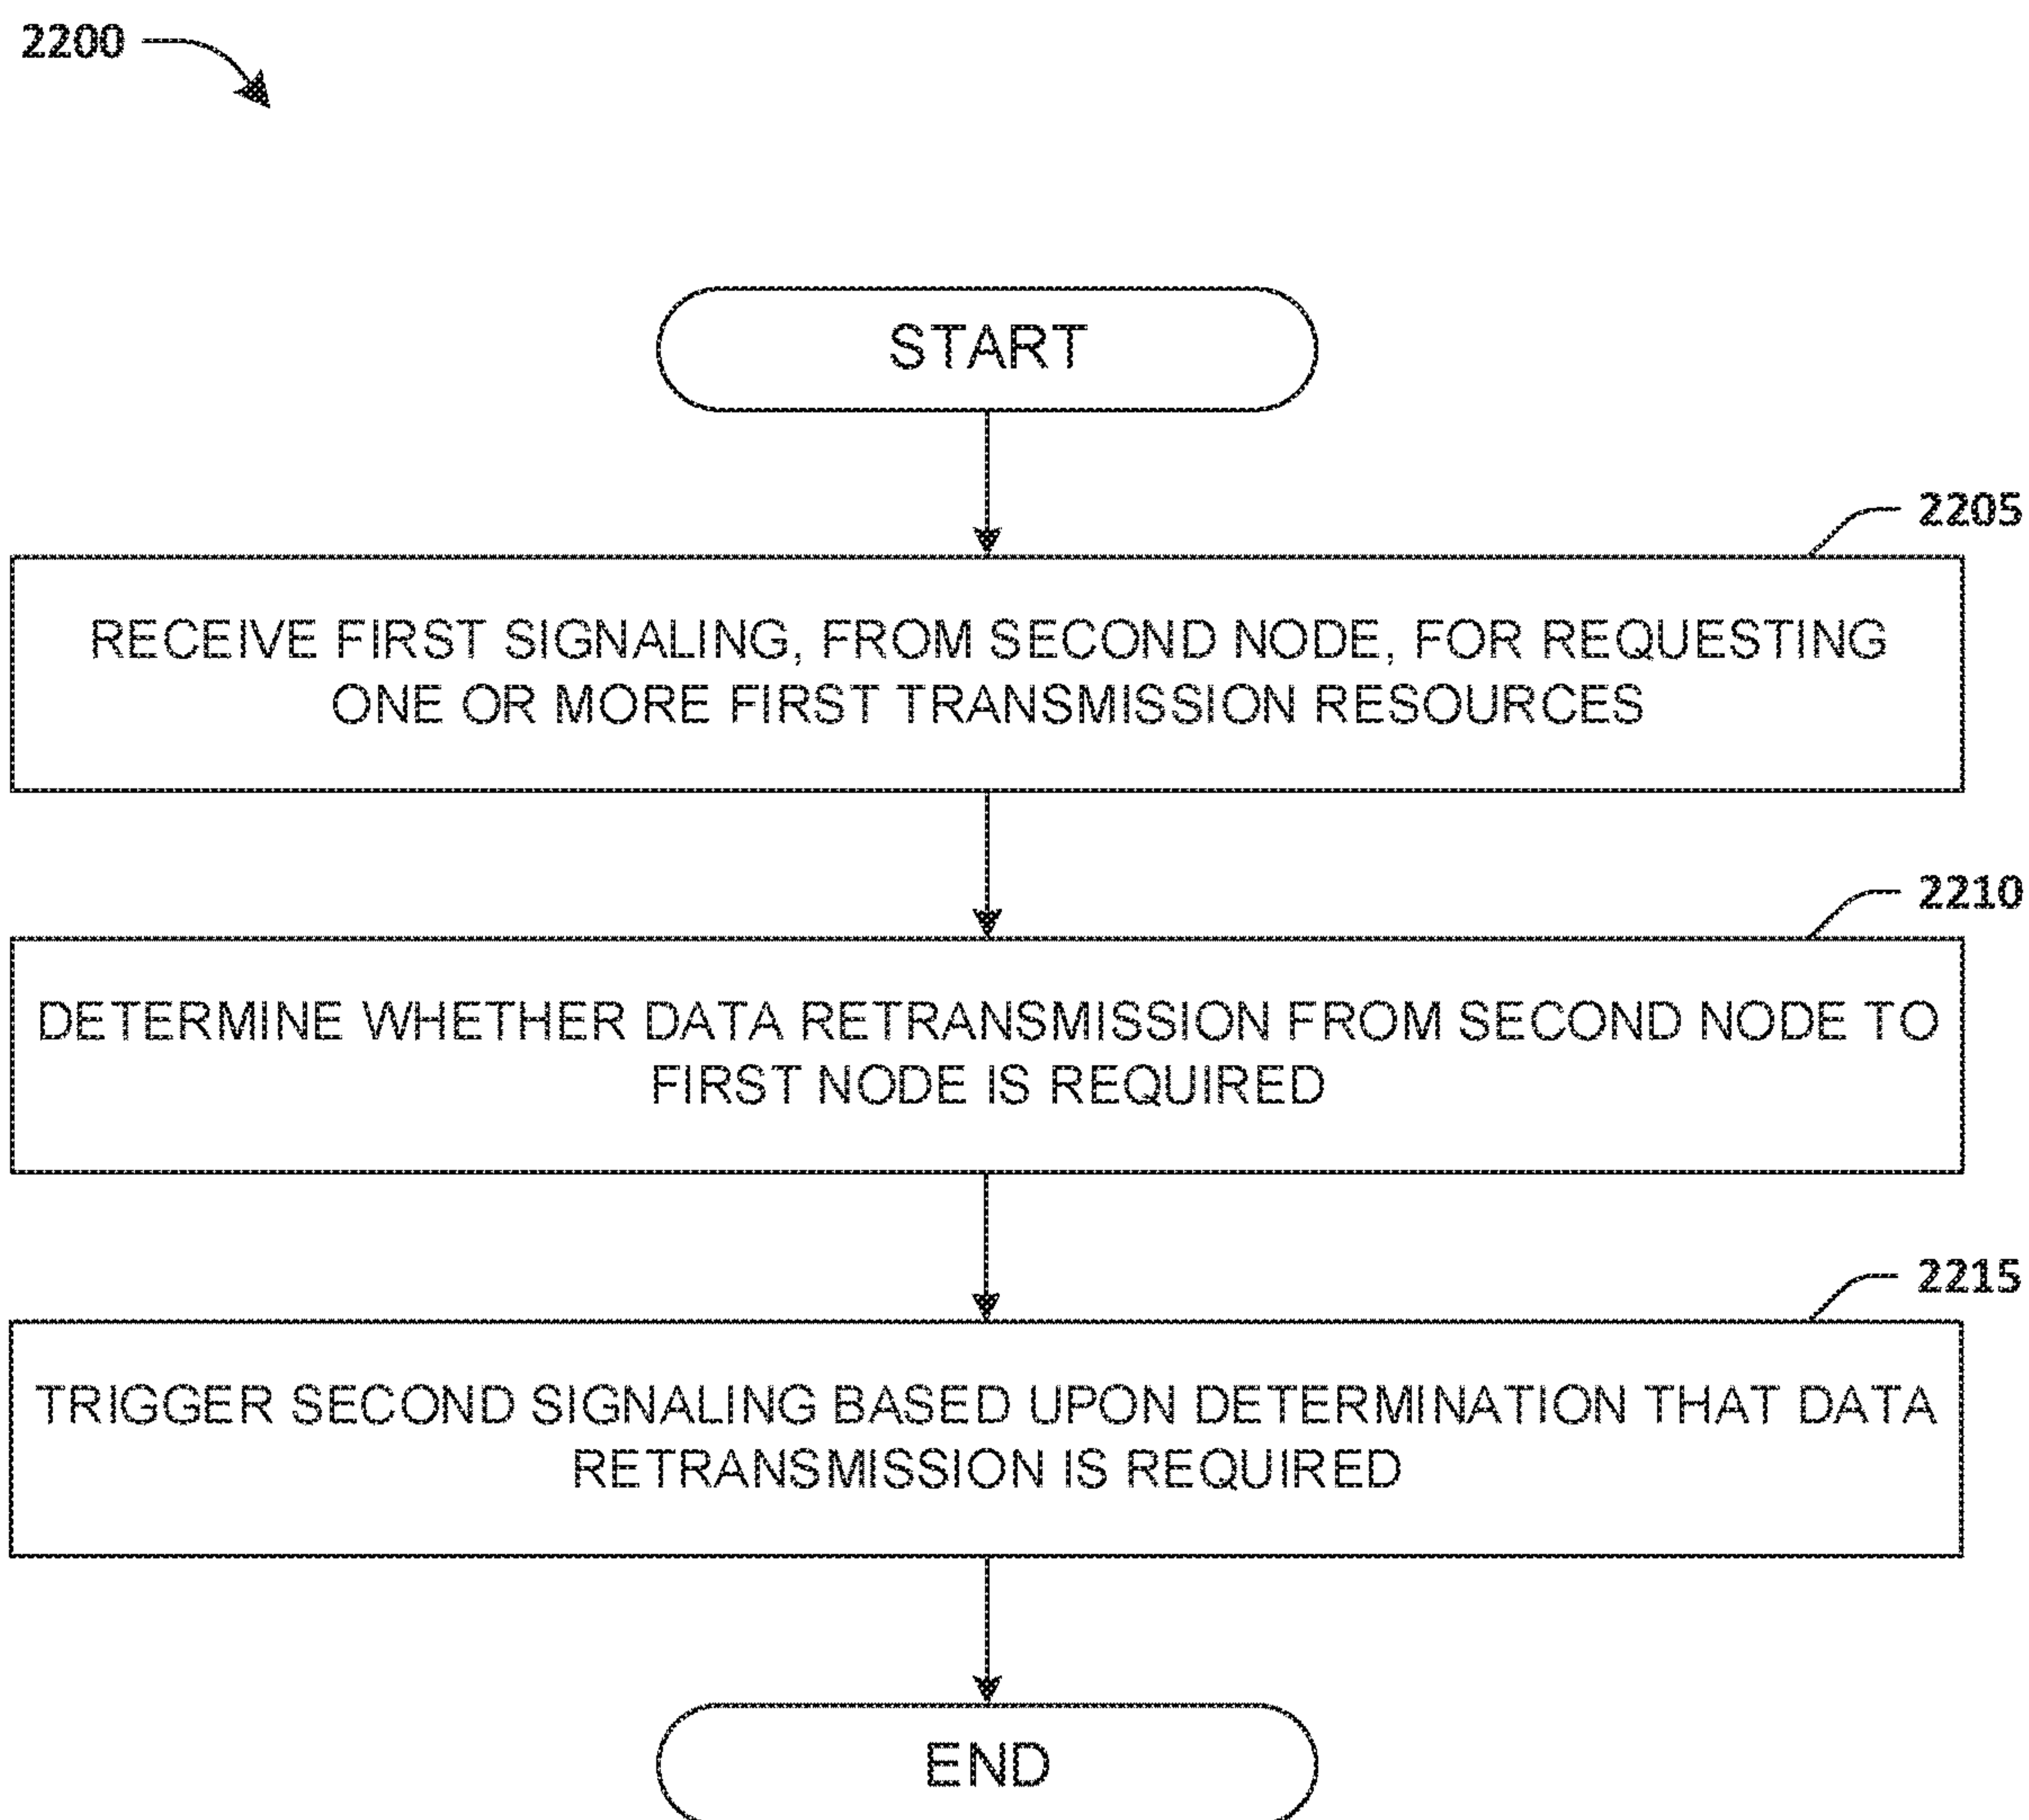 2200
START
2205
RECEIVE FIRST SIGNALING, FROM SECOND NODE, FOR REQUESTING
ONE OR MORE FIRST TRANSMISSION RESOURCES
2210
DETERMINE WHETHER DATA RETRANSMISSION FROM SECOND NODE TO
FIRST NODE IS REQUIRED
2215
TRIGGER SECOND SIGNALING BASED UPON DETERMINATION THAT DATA
RETRANSMISSION IS REQUIRED
END